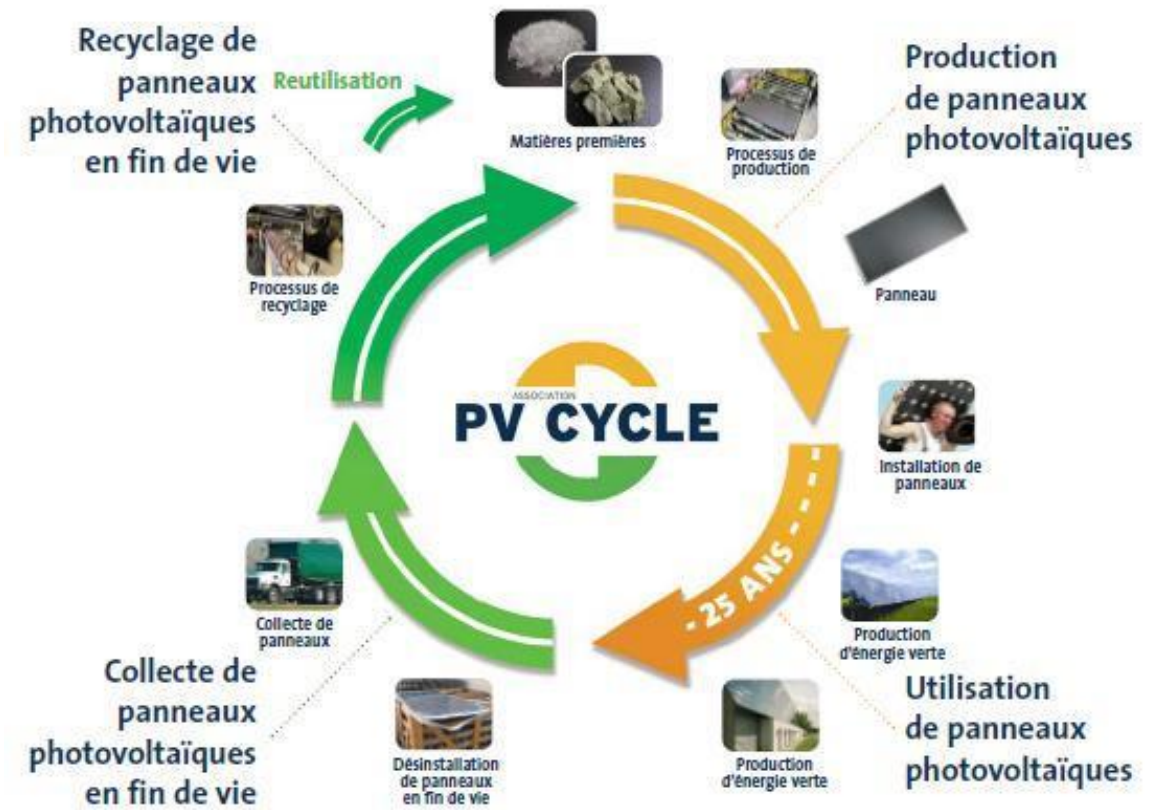 Recyclage de
panneaux
photovoltaïques
en fin de vie
Reutilisation
Matières premières
Processus de
production
Production
de panneaux
photovoltaïques
Panneau
Processus de
recyclage
ASSOCIATION
PV CYCLE
Installation de
panneaux
- 25 ANS - - -
Production
d'énergie verte
Utilisation
de panneaux
photovoltaïques
Production
d'énergie verte
Désinstallation
de panneaux
en fin de vie
Collecte de
panneaux
Collecte de
panneaux
photovoltaïques
en fin de vie